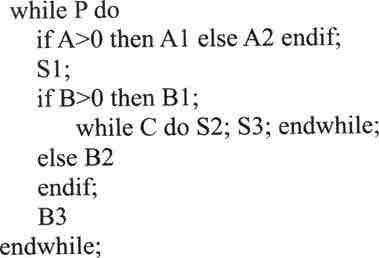 while P do
if A>0 then A1 else A2 endif;
S1;
if B>0 then B1;
while C do S2; S3; endwhile;
else B2
endif;
B3
endwhile;